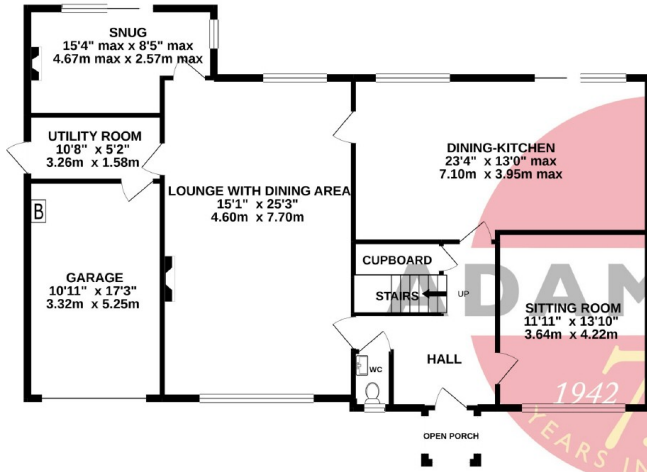 SNUG
15'4" max x 8'5" max
4.67m max x 2.57m max
UTILITY ROOM
10'8" x 5'2"
3.26m x 1.58m
LOUNGE WITH DINING AREA
15'1" x 25'3"
4.60m x 7.70m
DINING-KITCHEN
23'4" x 13'0" max
7.10m x 3.95m max
B
GARAGE
10'11" x 17'3"
3.32m x 5.25m
CUPBOARD
STAIRS
UP
ADAM
SITTING ROOM
11'11" x 13'10"
3.64m x 4.22m
HALL
WC
OPEN PORCH
1942
YEARS IN